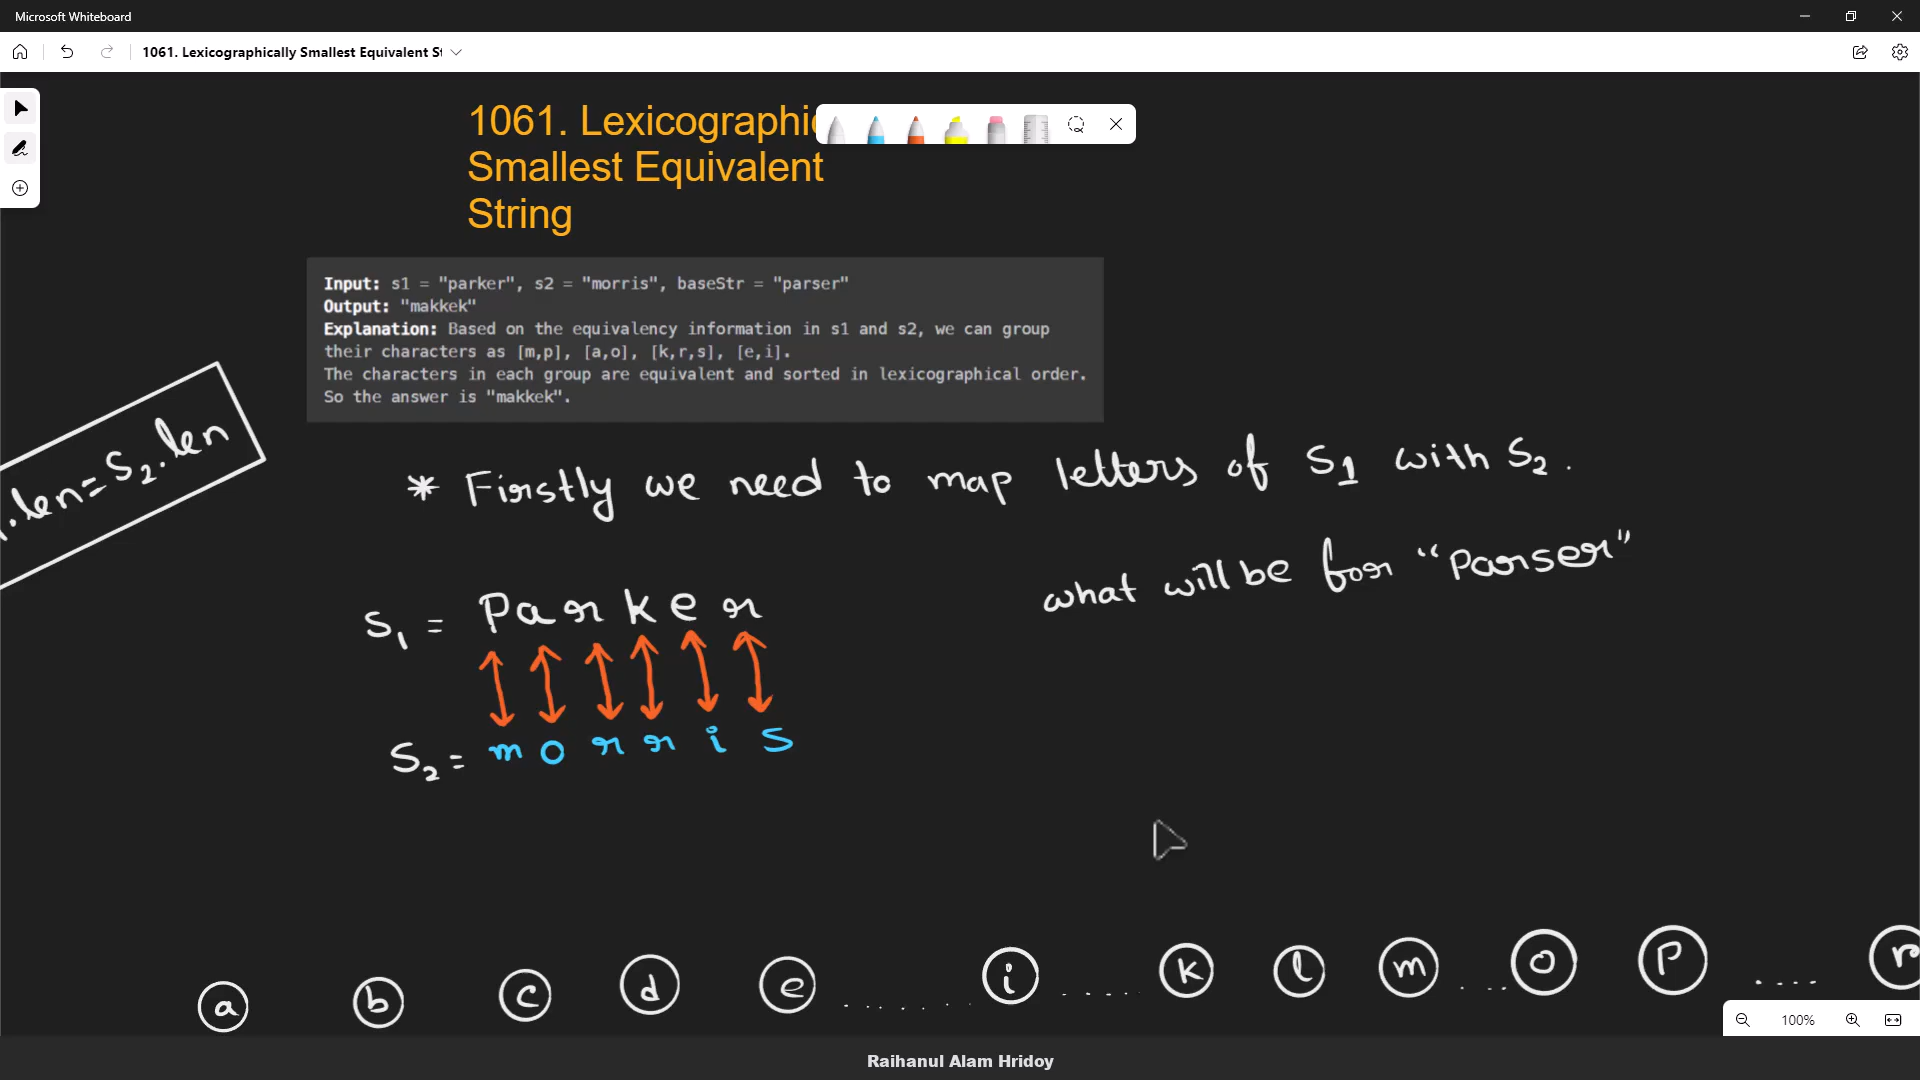 Microsoft Whiteboard
1061. Lexicographically Smallest Equivalent St
1061. Lexicographic
Smallest Equivalent
String
Input: s1 = "parker", s2 = "morris", baseStr = "parser"
Output: "makkek"
Explanation: Based on the equivalency information in s1 and s2, we can group
their characters as [m,p], [a,o], [k,r,s], [e,i].
The characters in each group are equivalent and sorted in lexicographical order.
So the answer is "makkek".
.len=S2.len
* Firstly we need to map letters of S1 with S2.
what will be for "Parser"
S1 = Parker
S2 = morris
a b c d e ....... i ..... k l m .... o P .... r
100%
Raihanul Alam Hridoy